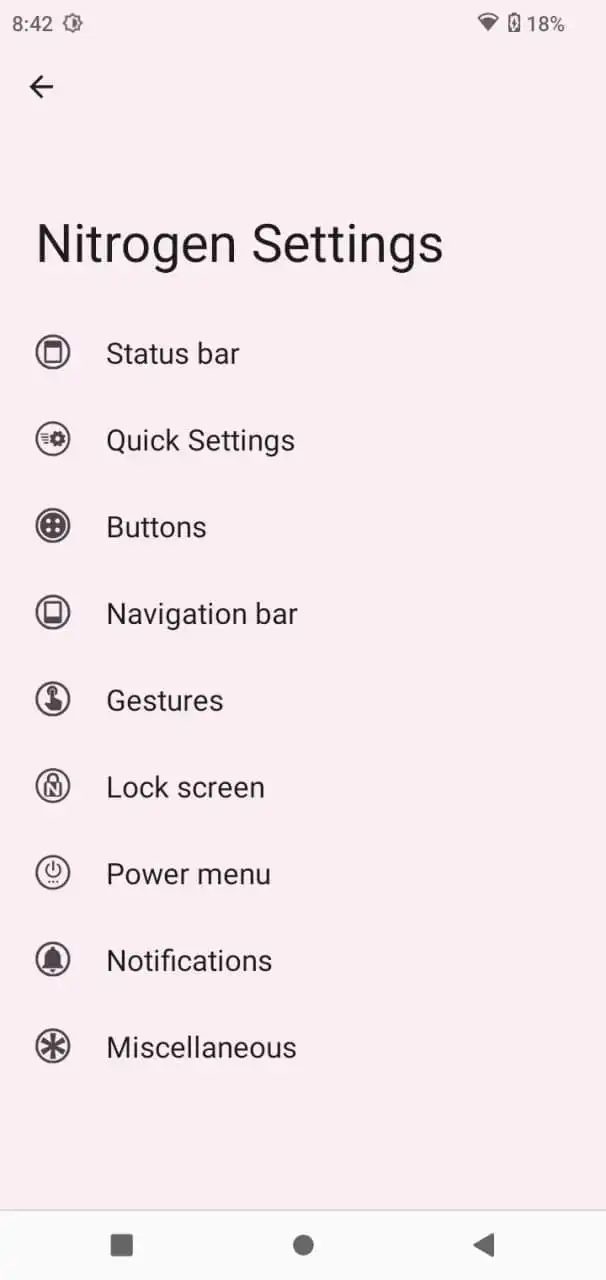 8:42 18%
Nitrogen Settings
Status bar
Quick Settings
Buttons
Navigation bar
Gestures
Lock screen
Power menu
Notifications
Miscellaneous